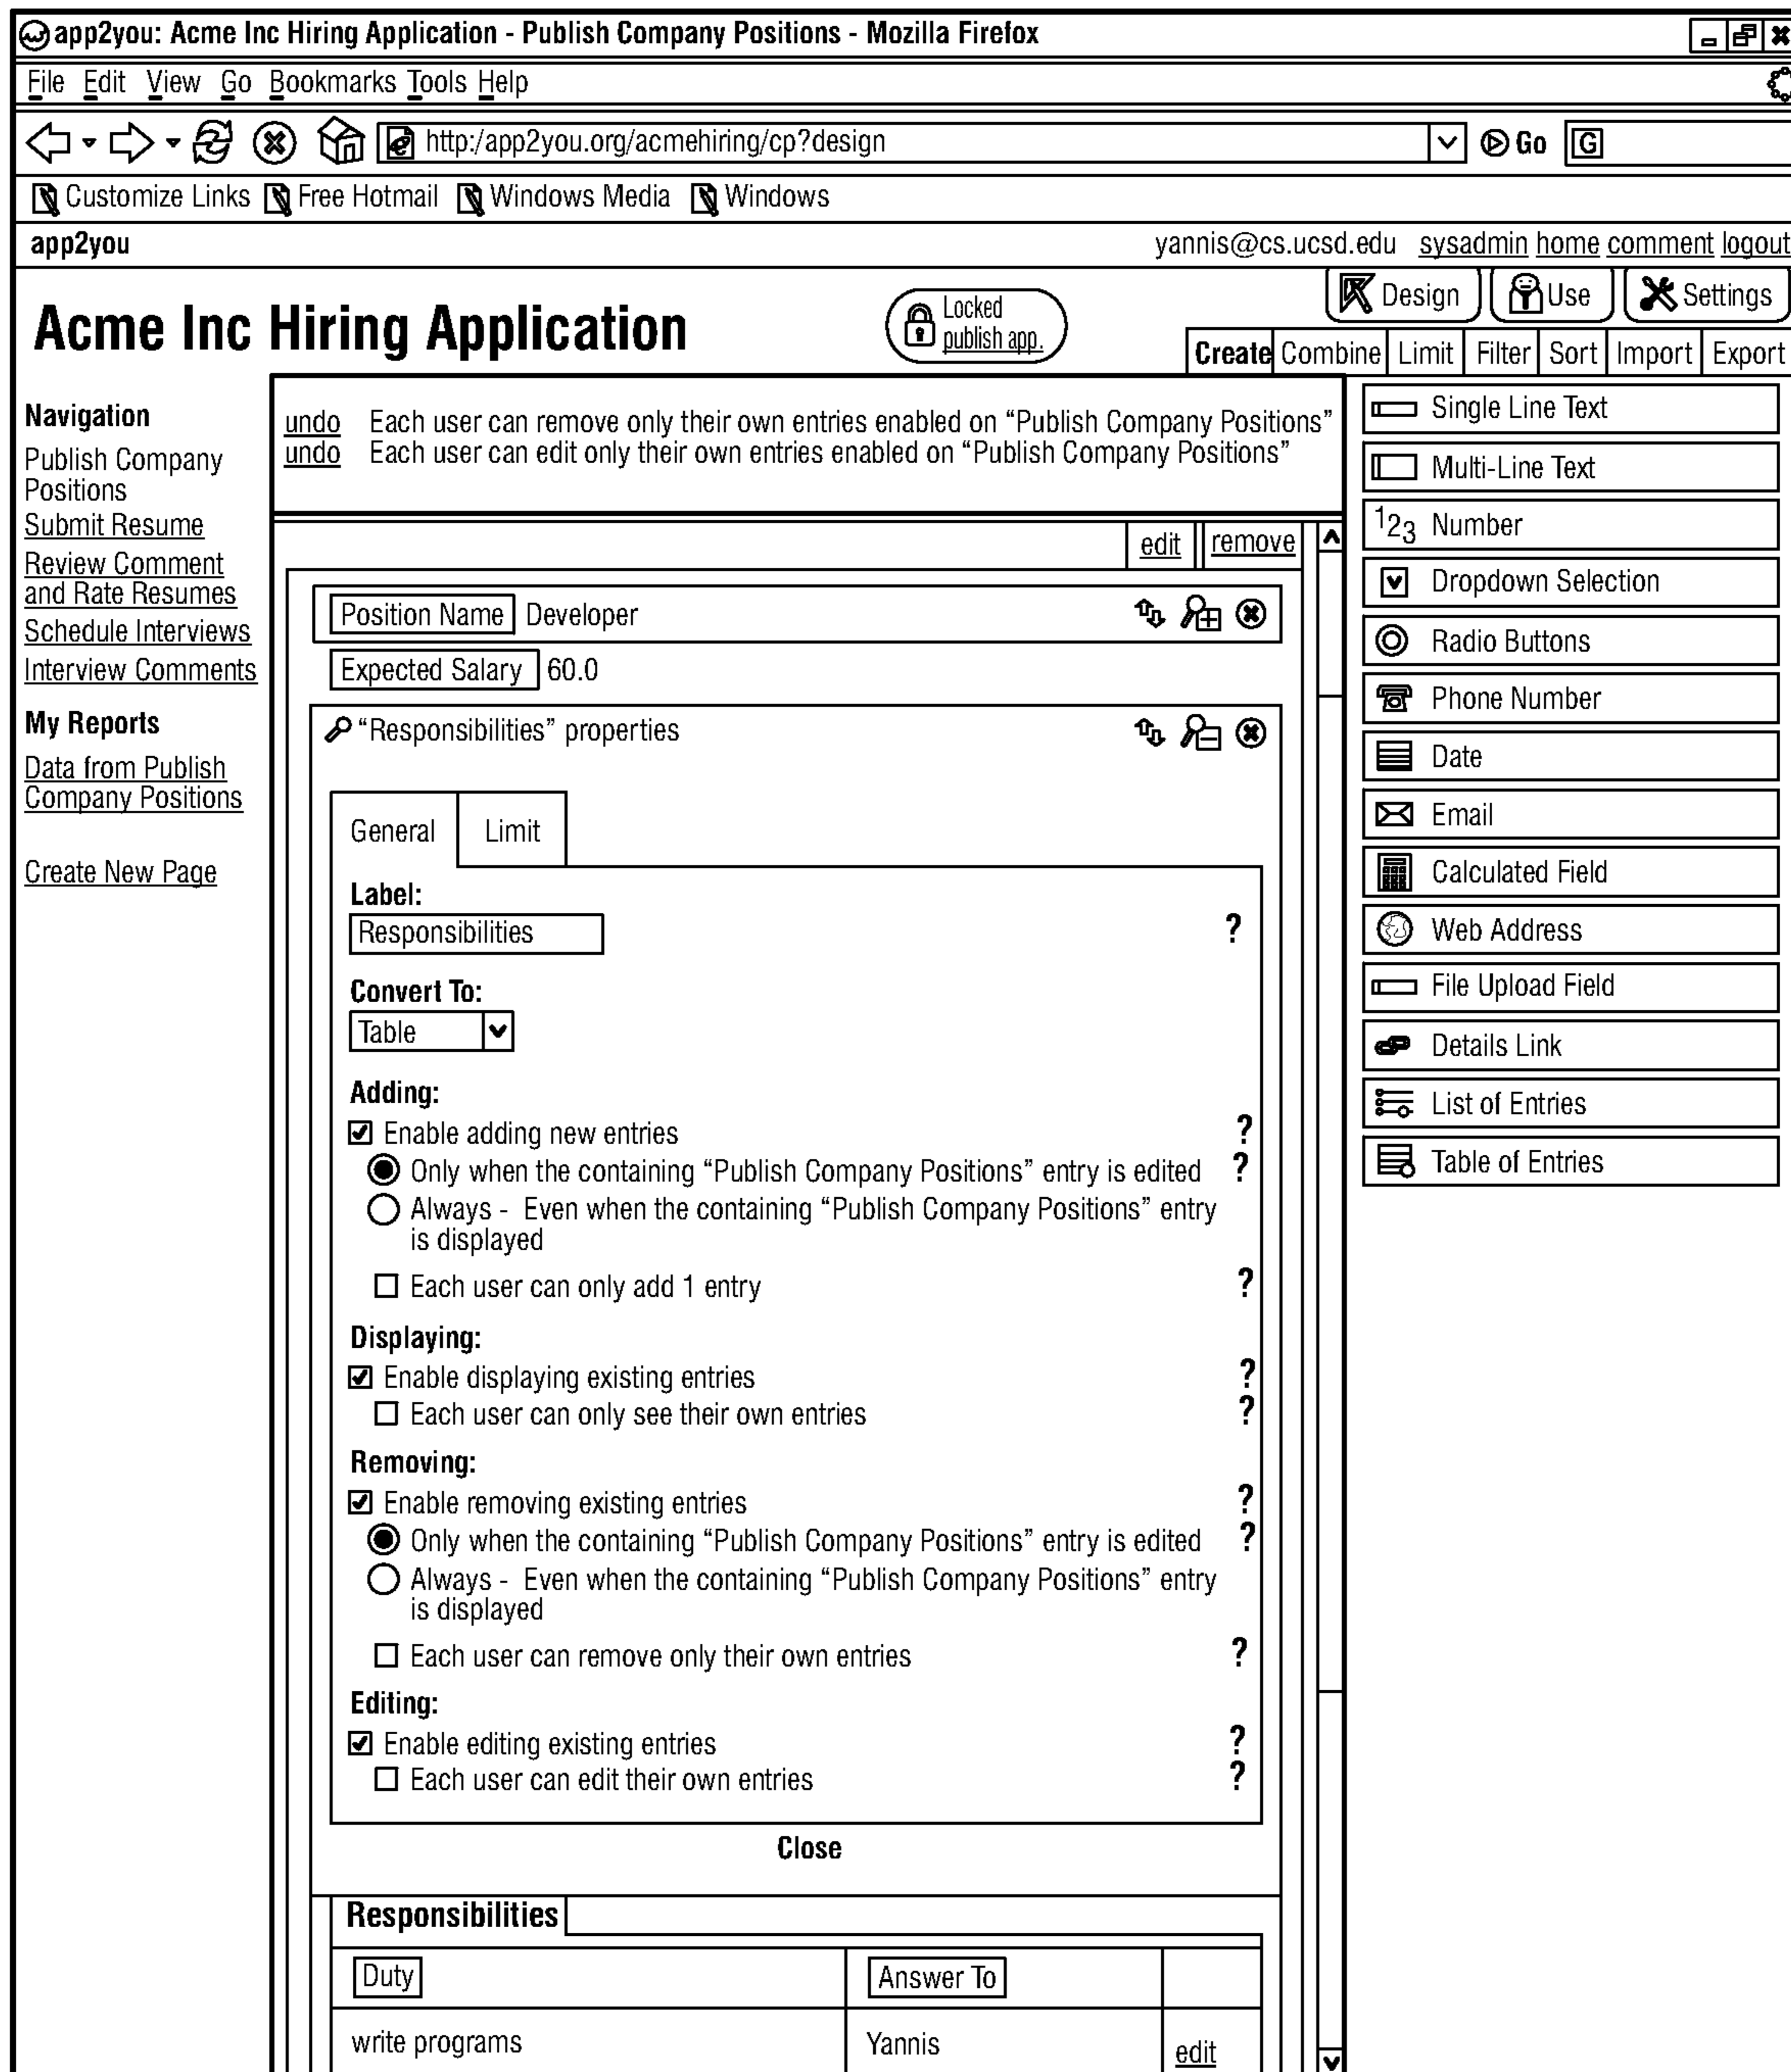 app2you: Acme Inc Hiring Application - Publish Company Positions - Mozilla Firefox
File Edit View Go Bookmarks Tools Help
http:/app2you.org/acmehiring/cp?design
Go
G
Customize Links Free Hotmail Windows Media Windows
app2you
yannis@cs.ucsd.edu sysadmin home comment logout
Acme Inc Hiring Application
Locked
publish app.
Design Use Settings
Create Combine Limit Filter Sort Import Export
Navigation
Publish Company
Positions
Submit Resume
Review Comment
and Rate Resumes
Schedule Interviews
Interview Comments
My Reports
Data from Publish
Company Positions
Create New Page
undo Each user can remove only their own entries enabled on “Publish Company Positions”
undo Each user can edit only their own entries enabled on “Publish Company Positions”
edit remove
Position Name Developer
Expected Salary 60.0
“Responsibilities” properties
General Limit
Label:
Responsibilities ?
Convert To:
Table
Adding:
Enable adding new entries ?
Only when the containing “Publish Company Positions” entry is edited ?
Always - Even when the containing “Publish Company Positions” entry
is displayed
Each user can only add 1 entry ?
Displaying:
Enable displaying existing entries ?
Each user can only see their own entries ?
Removing:
Enable removing existing entries ?
Only when the containing “Publish Company Positions” entry is edited ?
Always - Even when the containing “Publish Company Positions” entry
is displayed
Each user can remove only their own entries ?
Editing:
Enable editing existing entries ?
Each user can edit their own entries ?
Close
Responsibilities
Duty Answer To
write programs Yannis edit
Single Line Text
Multi-Line Text
123 Number
Dropdown Selection
Radio Buttons
Phone Number
Date
Email
Calculated Field
Web Address
File Upload Field
Details Link
List of Entries
Table of Entries